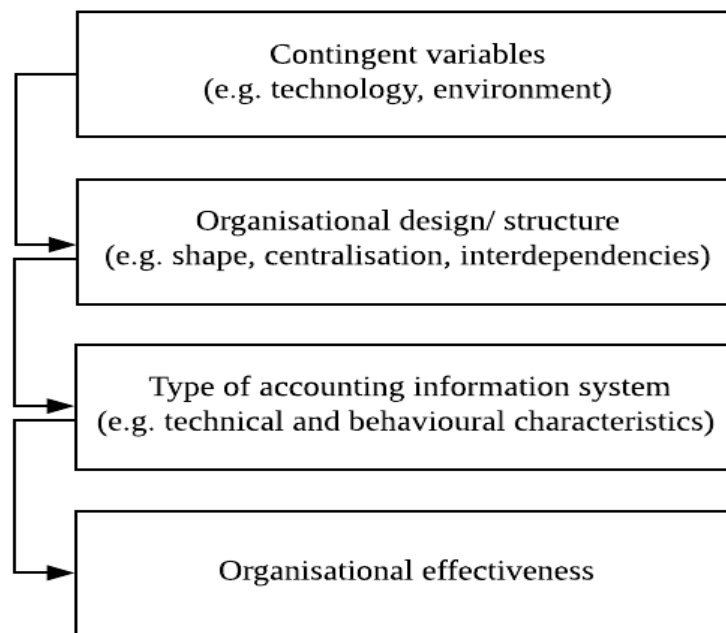 Contingent variables
(e.g. technology, environment)
Organisational design/ structure
(e.g. shape, centralisation, interdependencies)
Type of accounting information system
(e.g. technical and behavioural characteristics)
Organisational effectiveness